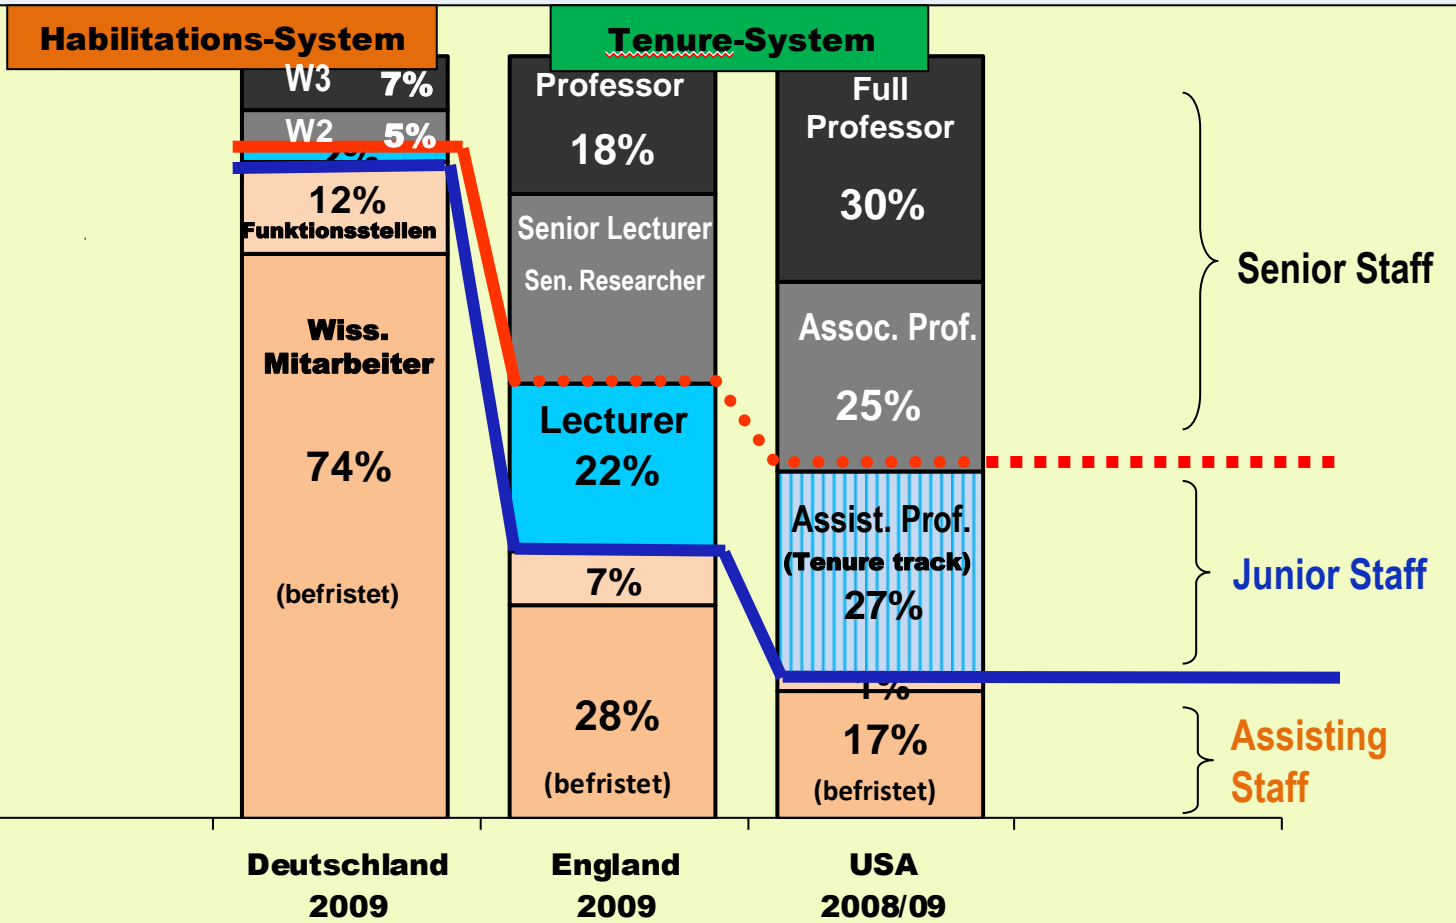 Habilitations-System
Tenure-System
W3 7%
W2 5%
2%
12%
Funktionsstellen
Wiss.
Mitarbeiter
74%
(befristet)
Professor
18%
Senior Lecturer
Sen. Researcher
Lecturer
22%
7%
28%
(befristet)
Full
Professor
30%
Assoc. Prof.
25%
Assist. Prof.
(Tenure track)
27%
1%
17%
(befristet)
Senior Staff
Junior Staff
Assisting
Staff
Deutschland
2009
England
2009
USA
2008/09